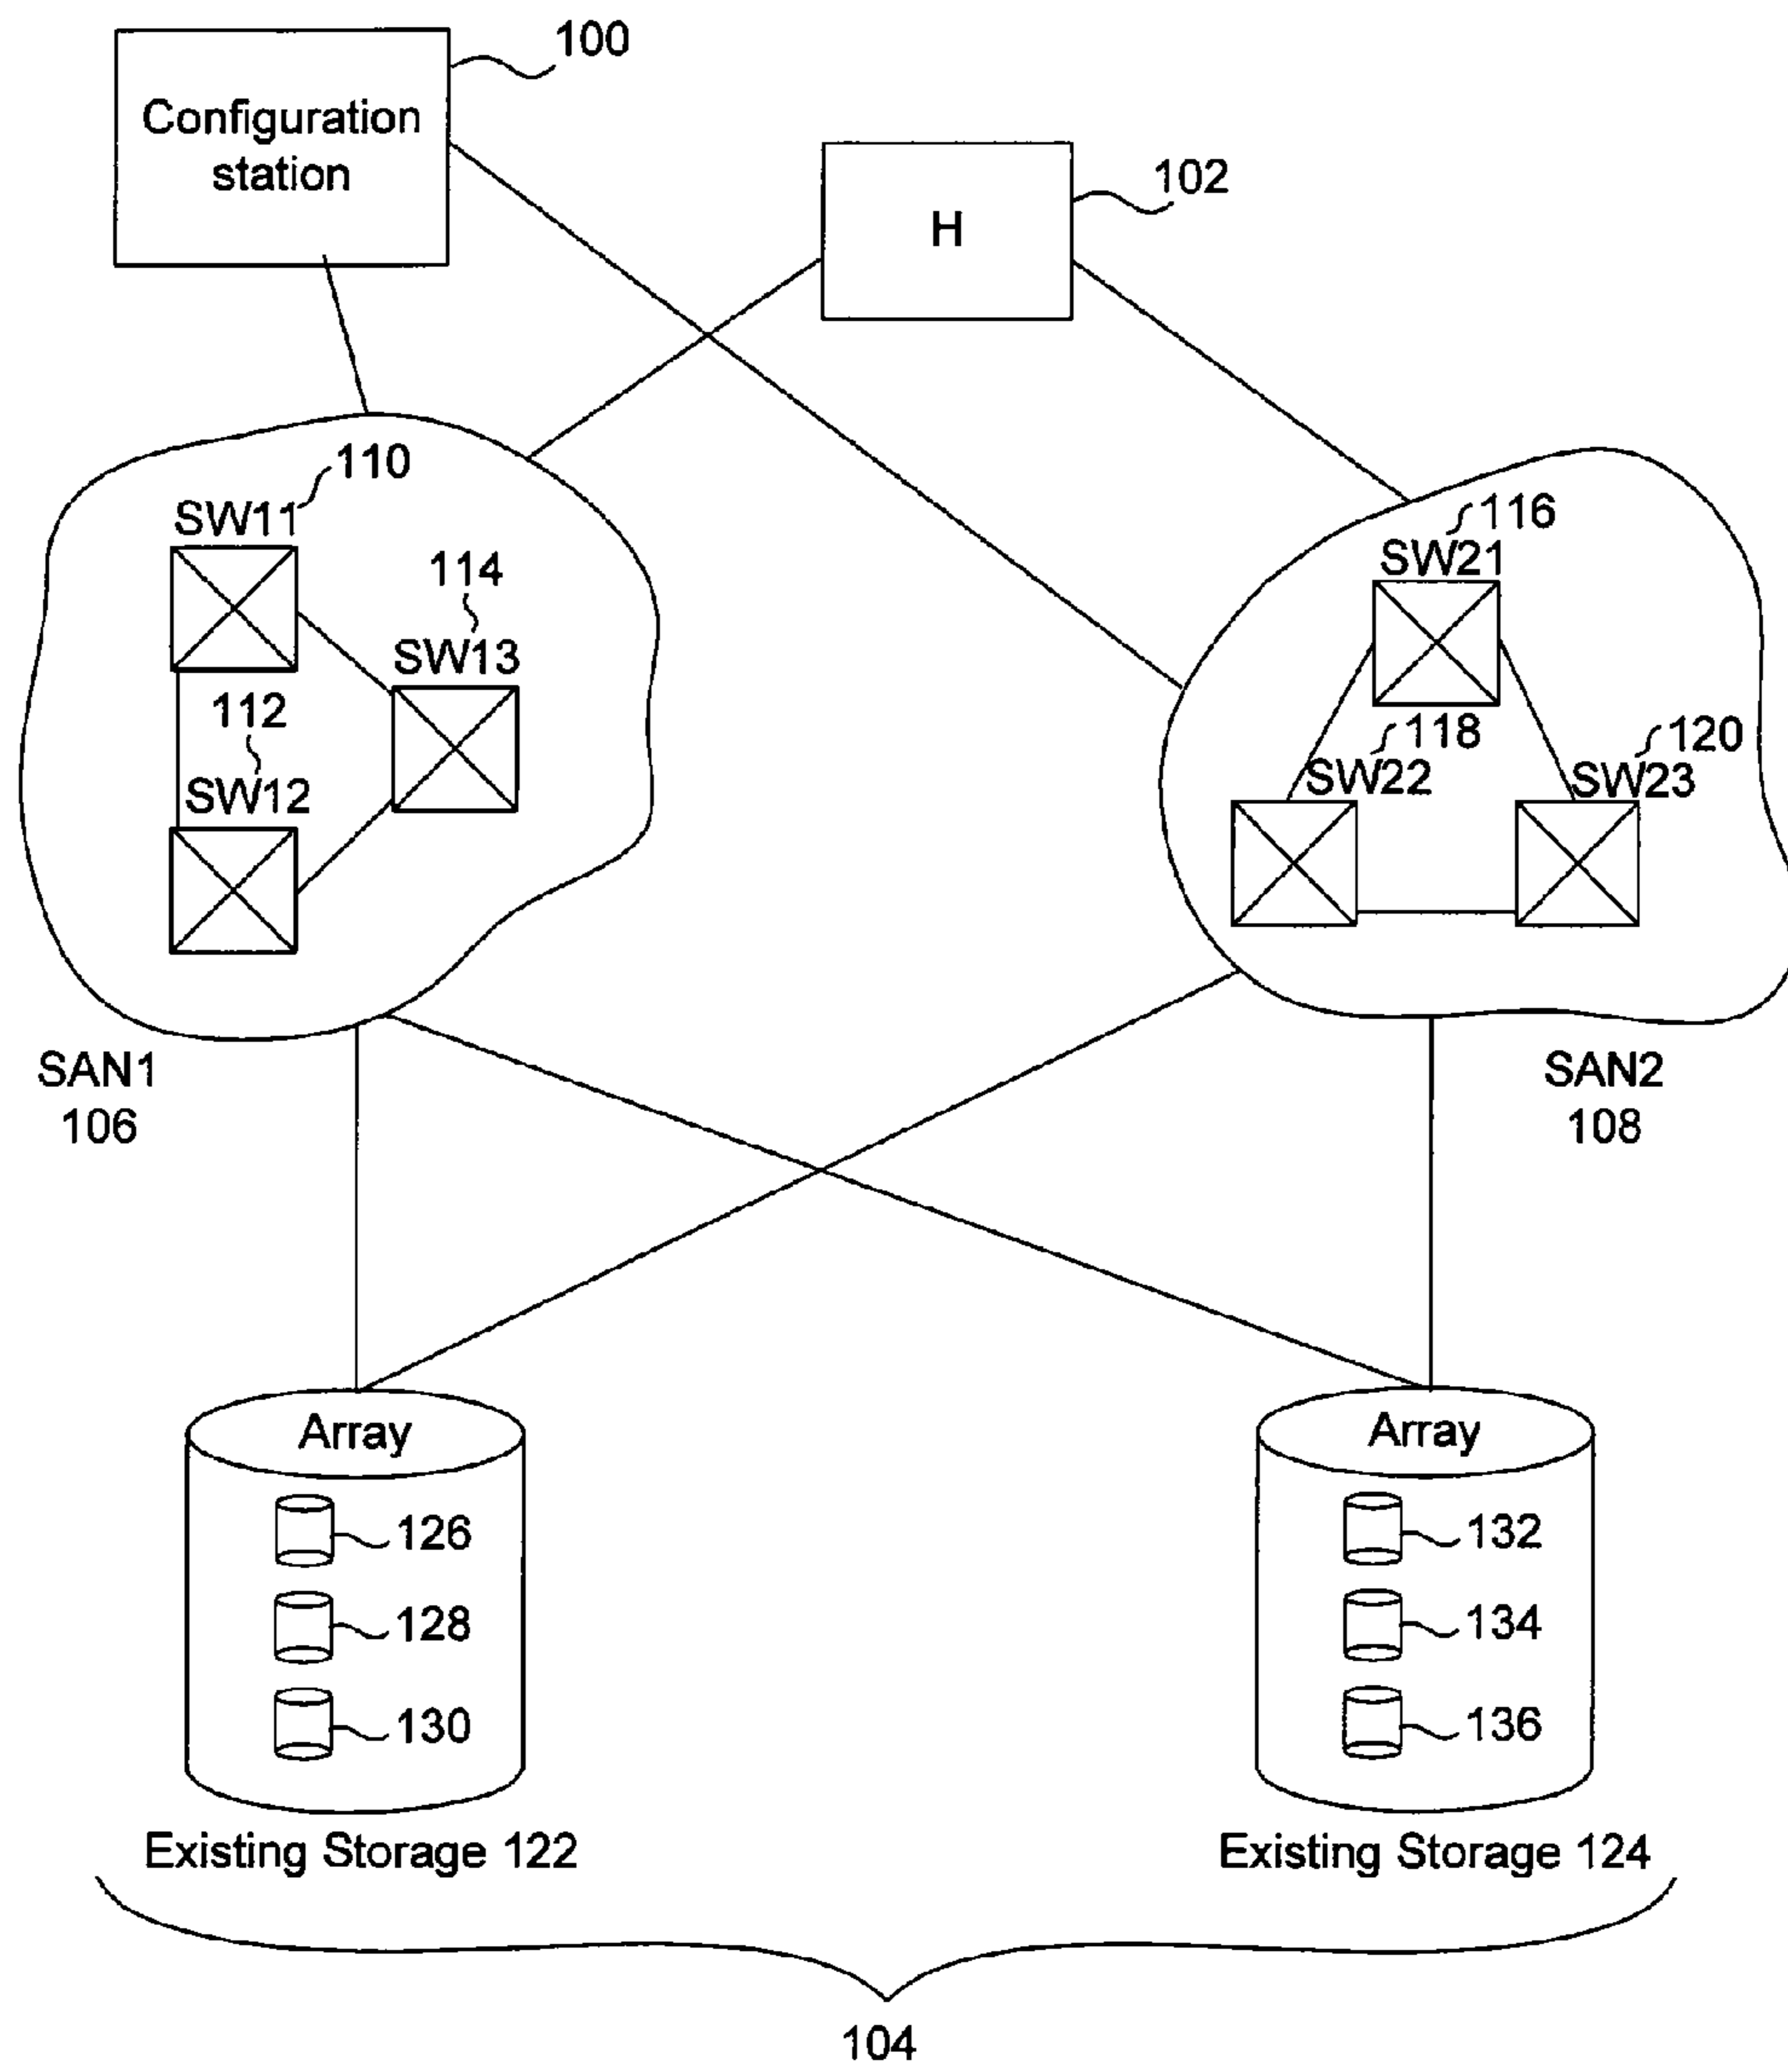 100
Configuration
station
102
H
110
SW11
114
SW13
112
SW12
116
SW21
118
SW22
120
SW23
SAN1
106
SAN2
108
Array
126
128
130
Existing Storage 122
Array
132
134
136
Existing Storage 124
104